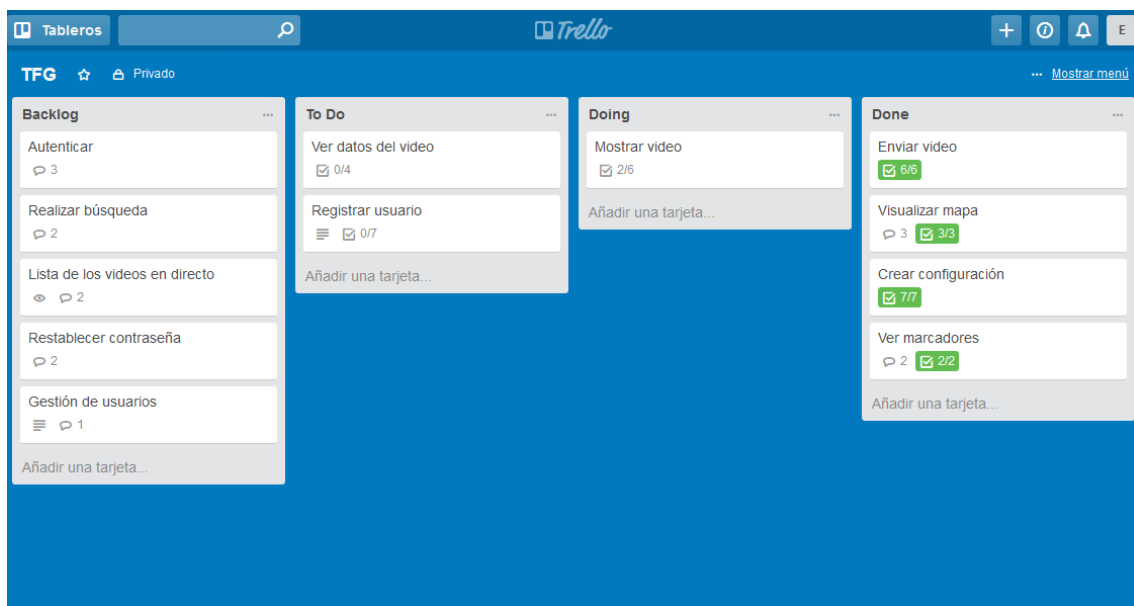 Tableros
Trello
E
TFG
Privado
... Mostrar menú
Backlog ...
Autenticar
3
Realizar búsqueda
2
Lista de los videos en directo
2
Restablecer contraseña
2
Gestión de usuarios
1
Añadir una tarjeta...
To Do ...
Ver datos del video
0/4
Registrar usuario
0/7
Añadir una tarjeta...
Doing ...
Mostrar video
2/6
Añadir una tarjeta...
Done ...
Enviar video
6/6
Visualizar mapa
3 3/3
Crear configuración
7/7
Ver marcadores
2 2/2
Añadir una tarjeta...